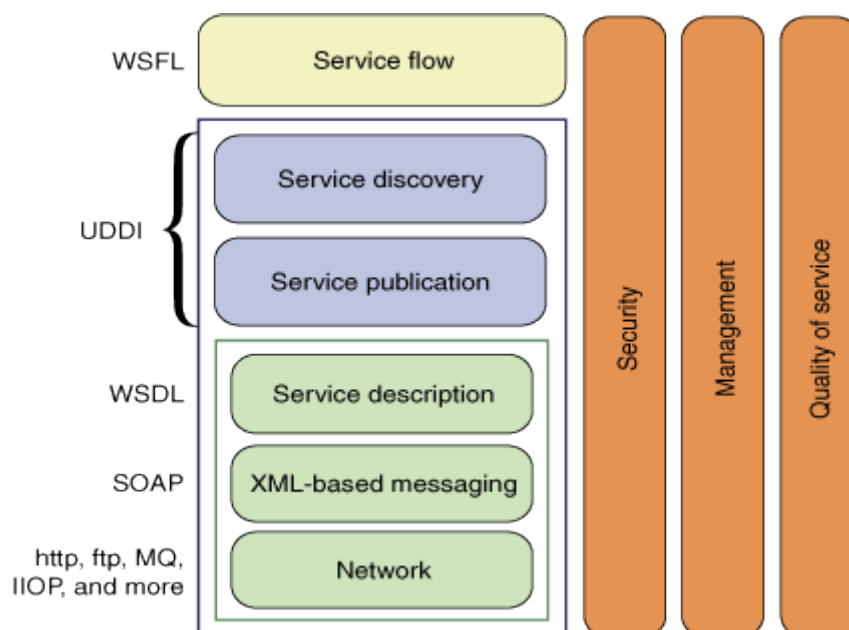 WSFL
Service flow
UDDI
Service discovery
Service publication
WSDL
Service description
SOAP
XML-based messaging
http, ftp, MQ,
IIOP, and more
Network
Security
Management
Quality of service